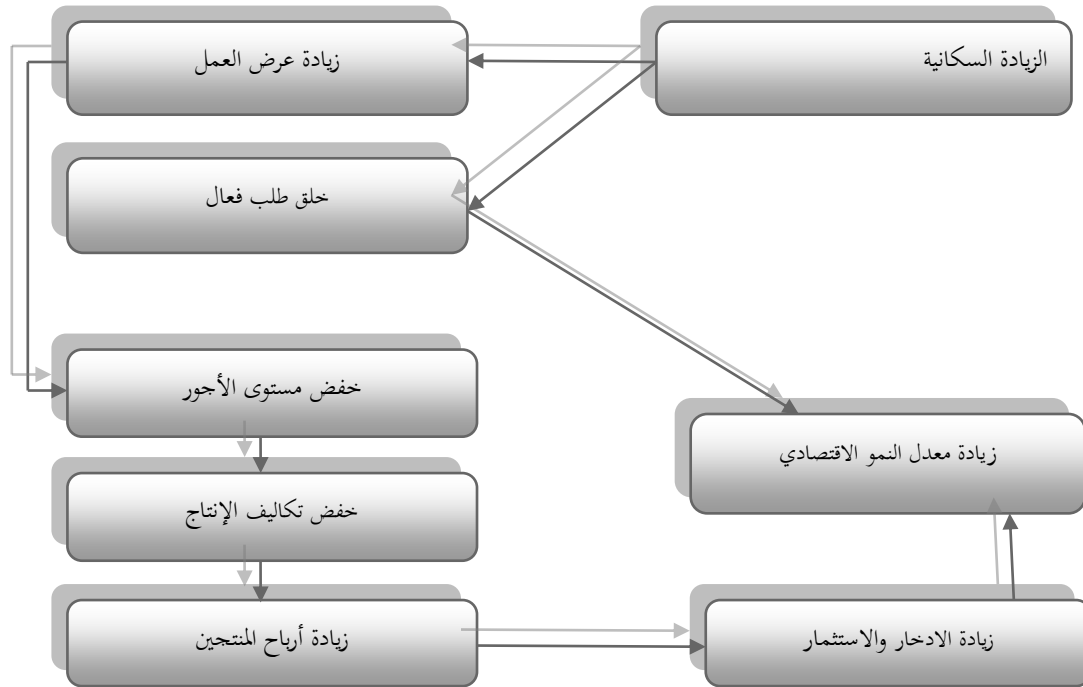 الزيادة السكانية
زيادة عرض العمل
خلق طلب فعال
خفض مستوى الأجور
زيادة معدل النمو الاقتصادي
خفض تكاليف الإنتاج
زيادة أرباح المنتجين
زيادة الادخار والاستثمار